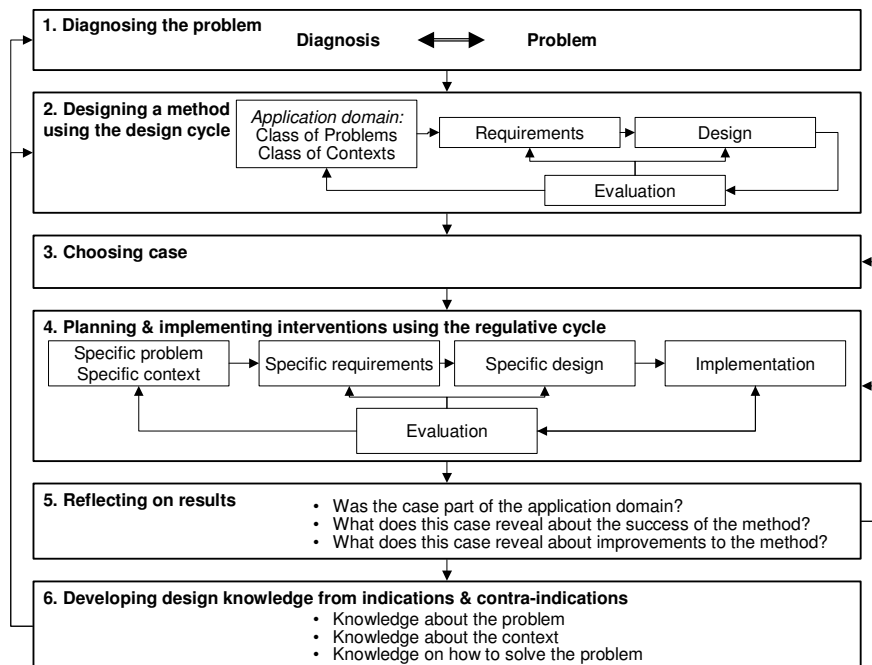 1. Diagnosing the problem
Diagnosis Problem
2. Designing a method
using the design cycle
Application domain:
Class of Problems
Class of Contexts
Requirements
Design
Evaluation
3. Choosing case
4. Planning & implementing interventions using the regulative cycle
Specific problem
Specific context
Specific requirements
Specific design
Implementation
Evaluation
5. Reflecting on results
• Was the case part of the application domain?
• What does this case reveal about the success of the method?
• What does this case reveal about improvements to the method?
6. Developing design knowledge from indications & contra-indications
• Knowledge about the problem
• Knowledge about the context
• Knowledge on how to solve the problem